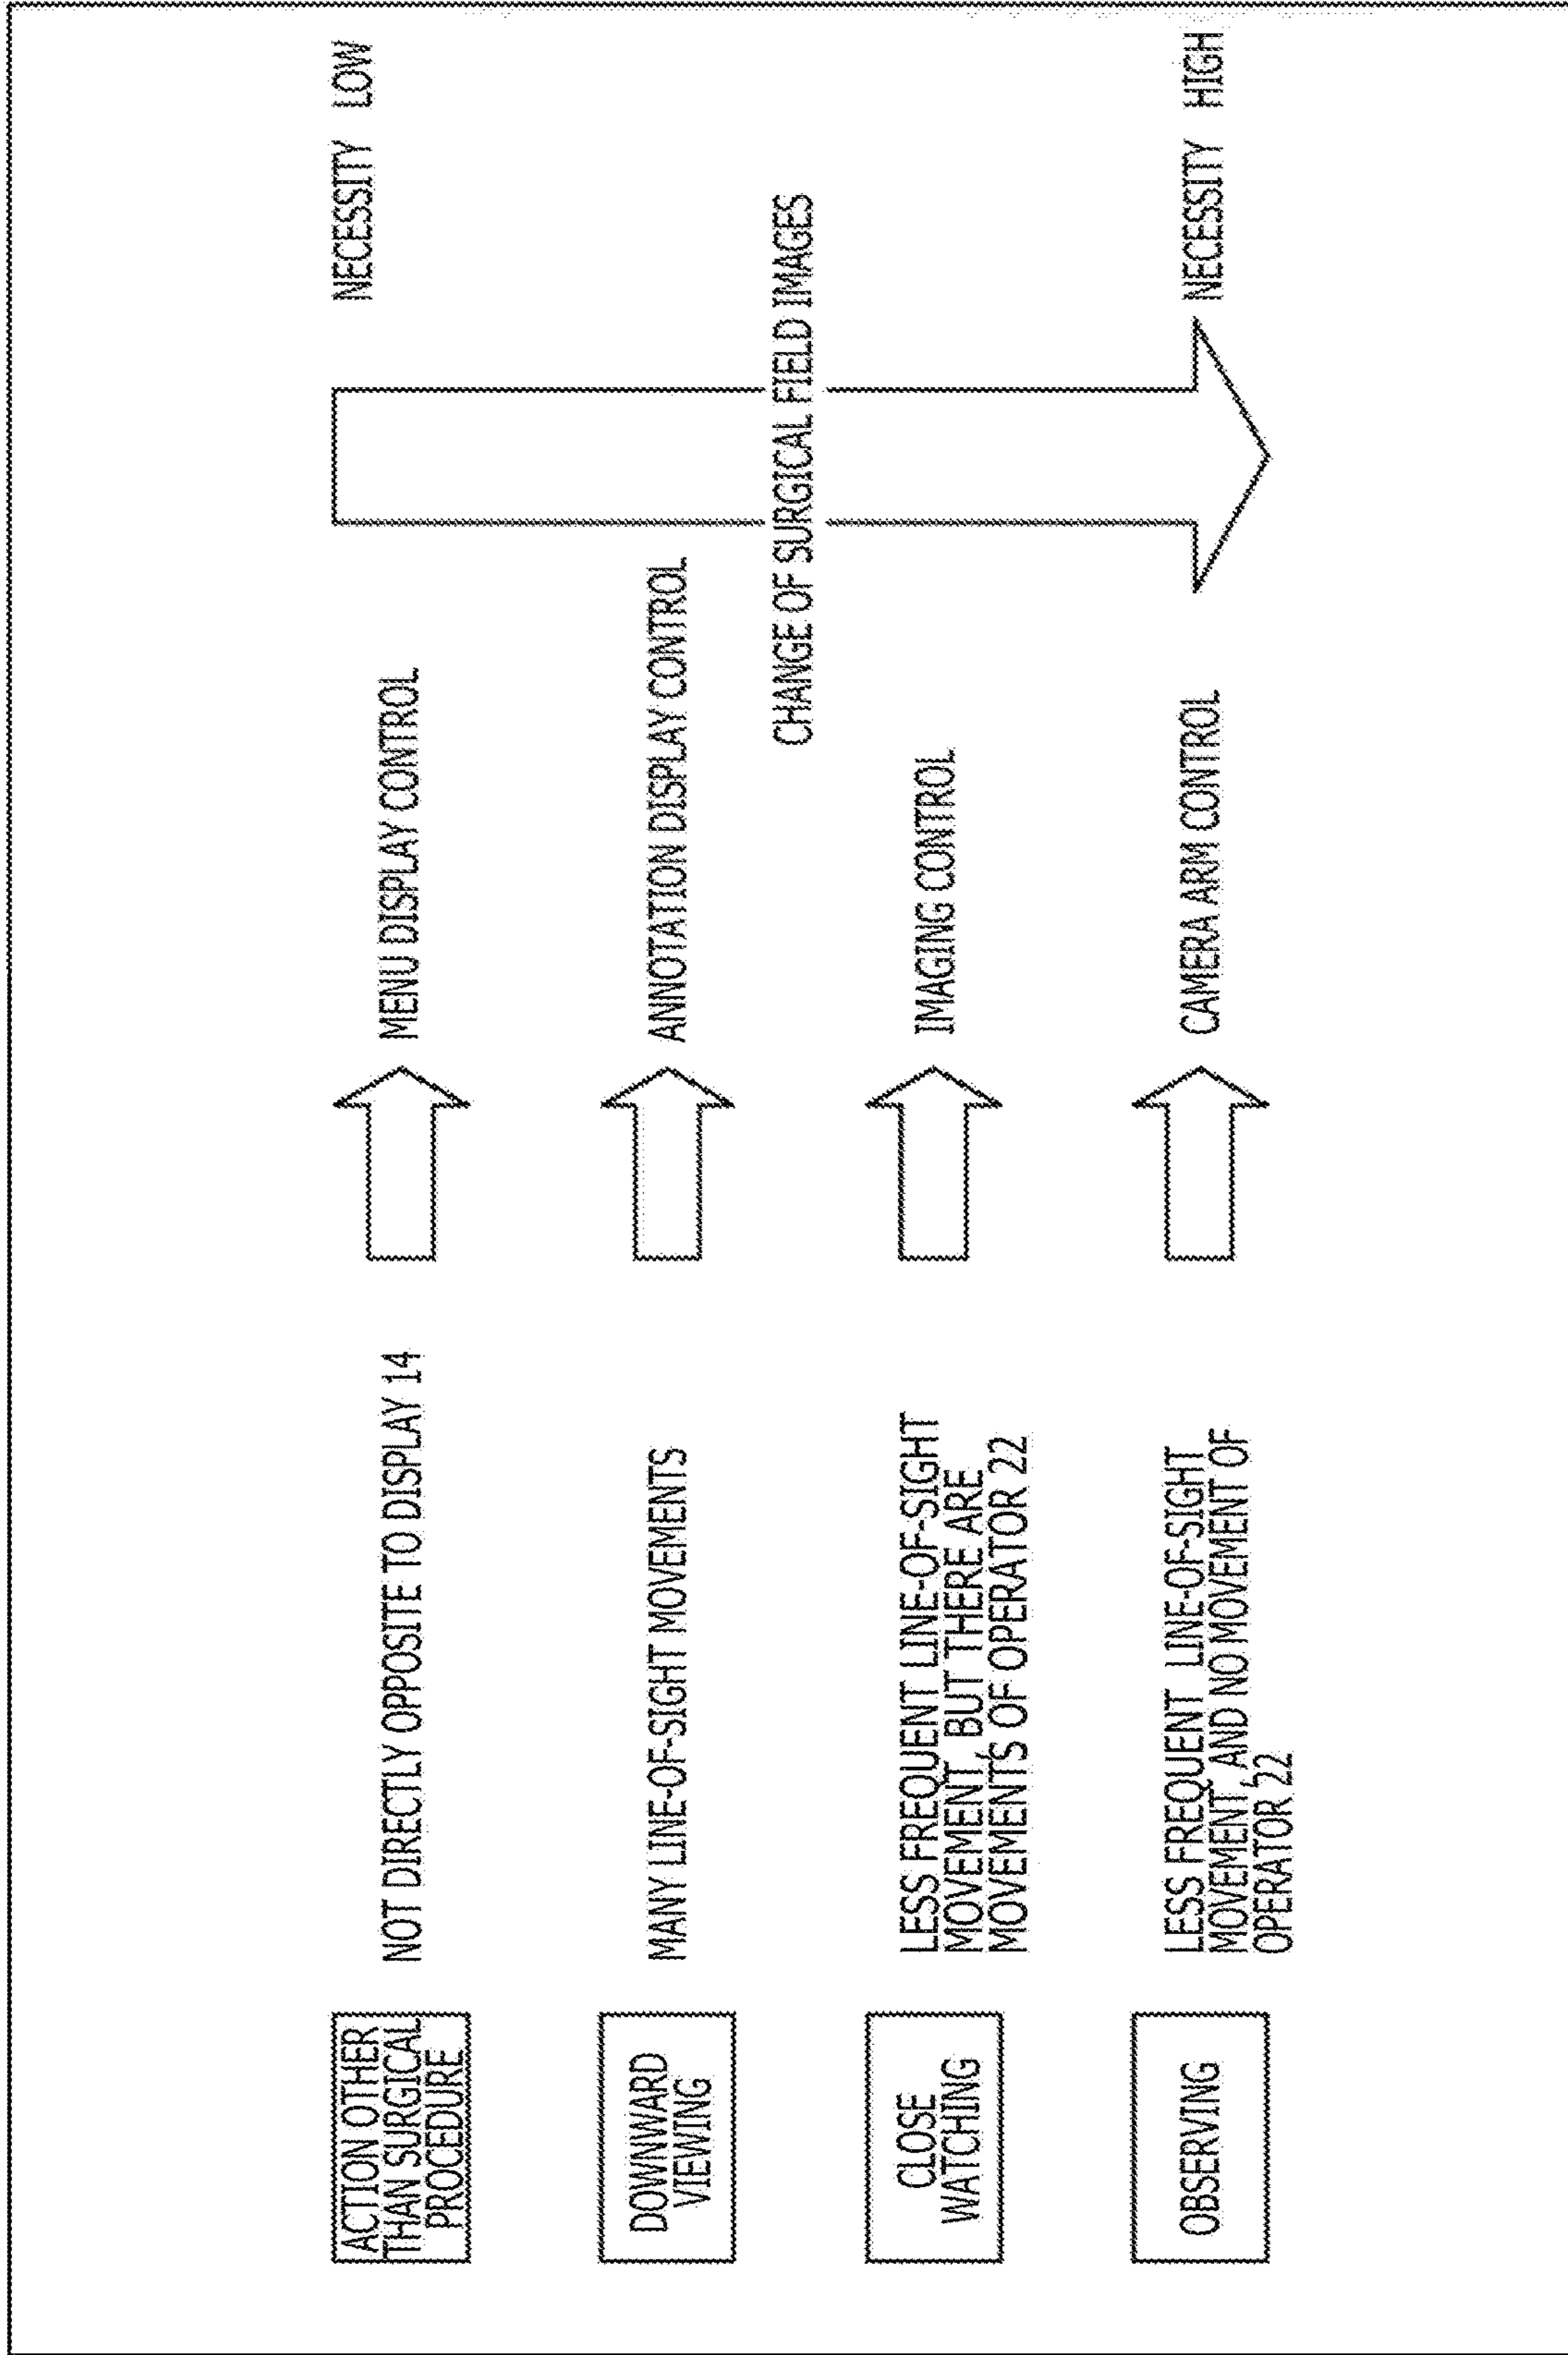 ACTION OTHER
THAN SURGICAL
PROCEDURE
NOT DIRECTLY OPPOSITE TO DISPLAY 14
MENU DISPLAY CONTROL
NECESSITY LOW
DOWNWARD
VIEWING
MANY LINE-OF-SIGHT MOVEMENTS
ANNOTATION DISPLAY CONTROL
CHANGE OF SURGICAL FIELD IMAGES
CLOSE
WATCHING
LESS FREQUENT LINE-OF-SIGHT
MOVEMENT, BUT THERE ARE
MOVEMENTS OF OPERATOR 22
IMAGING CONTROL
OBSERVING
LESS FREQUENT LINE-OF-SIGHT
MOVEMENT, AND NO MOVEMENT OF
OPERATOR 22
CAMERA ARM CONTROL
NECESSITY HIGH